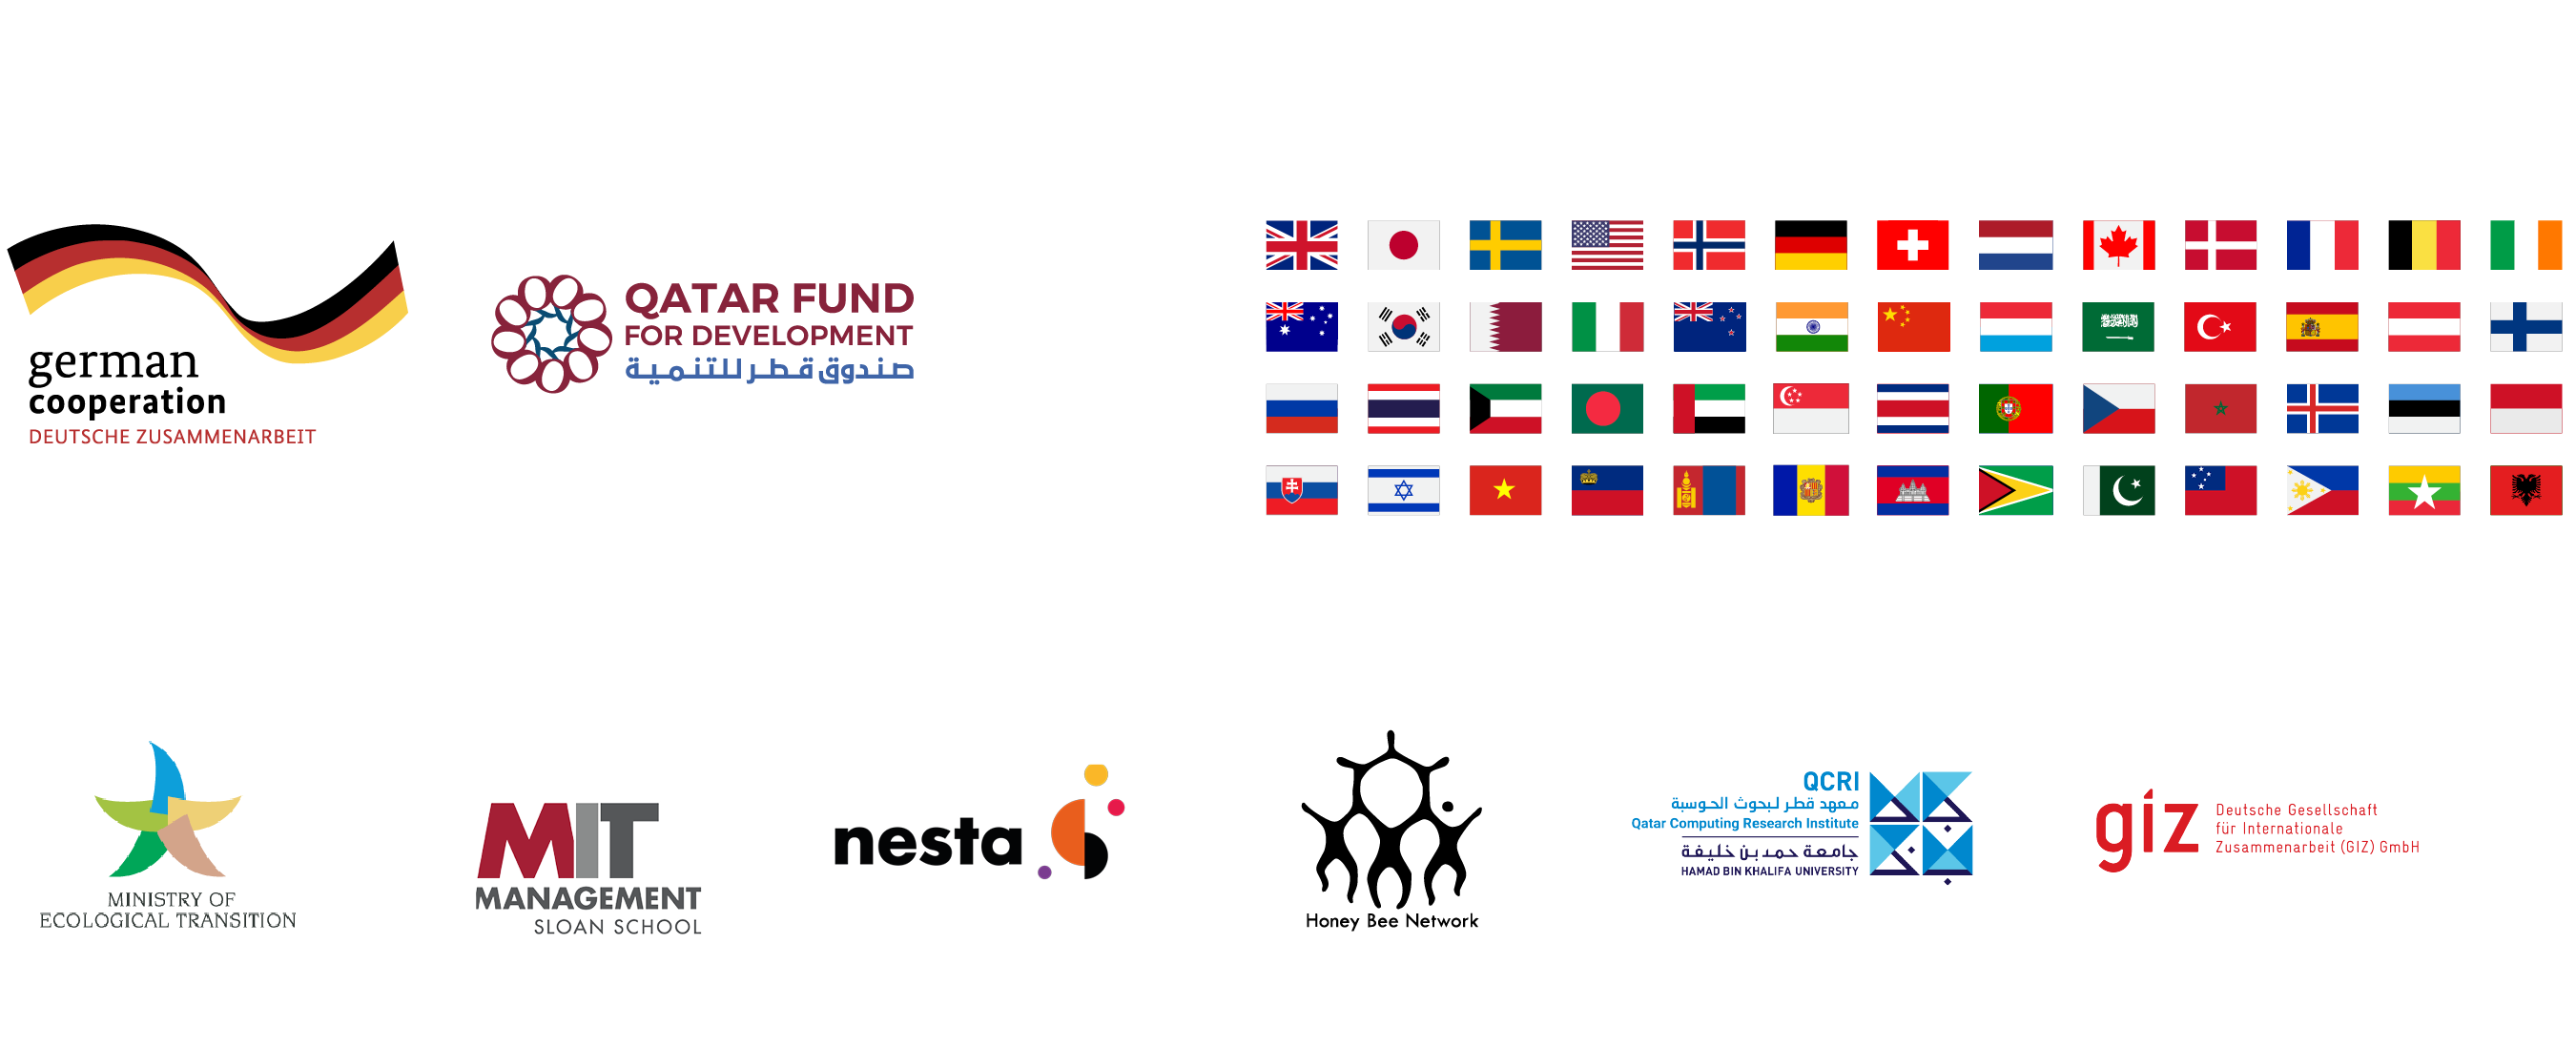 german
cooperation
DEUTSCHE ZUSAMMENARBEIT
QATAR FUND
FOR DEVELOPMENT
صندوق قطر للتنمية
MINISTRY OF
ECOLOGICAL TRANSITION
MIT
MANAGEMENT
SLOAN SCHOOL
nesta
Honey Bee Network
QCRI
معهد قطر لبحوث الحوسبة
Qatar Computing Research Institute
جامعة حمد بن خليفة
HAMAD BIN KHALIFA UNIVERSITY
giz
Deutsche Gesellschaft
für Internationale
Zusammenarbeit (GIZ) GmbH